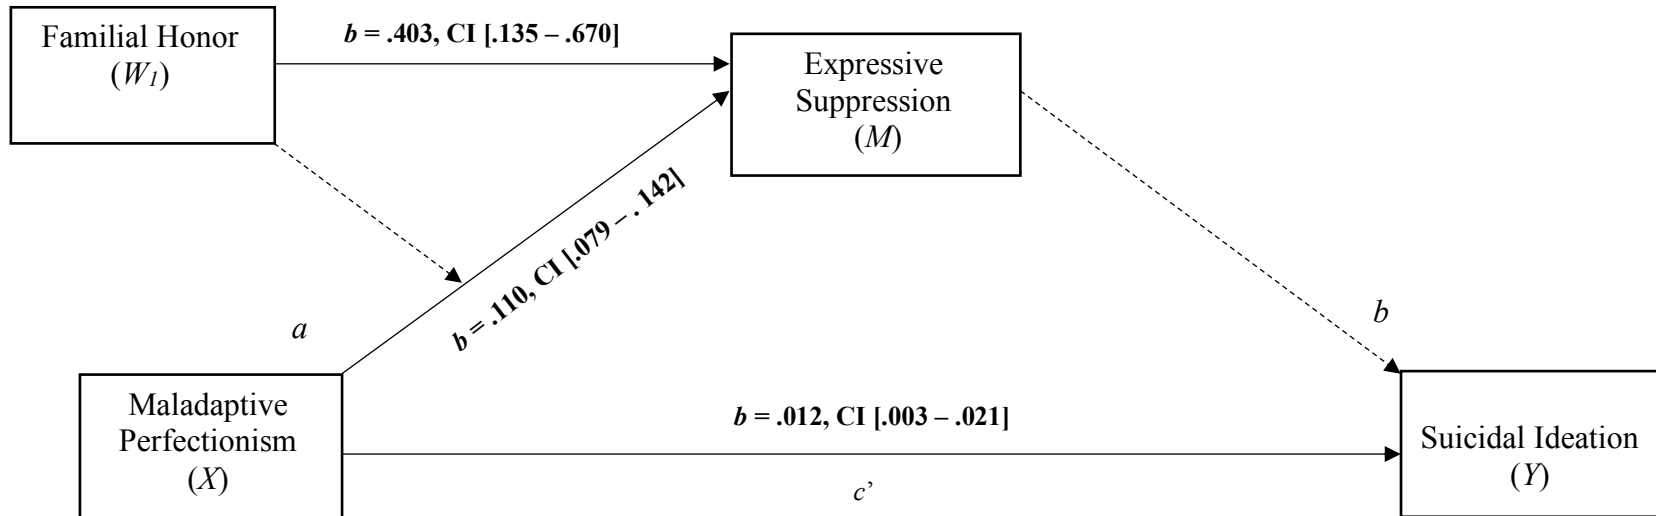 Familial Honor
(W₁)
b = .403, CI [.135 – .670]
Expressive
Suppression
(M)
b = .110, CI [.079 – . 142]
a
b
Maladaptive
Perfectionism
(X)
b = .012, CI [.003 – .021]
c’
Suicidal Ideation
(Y)